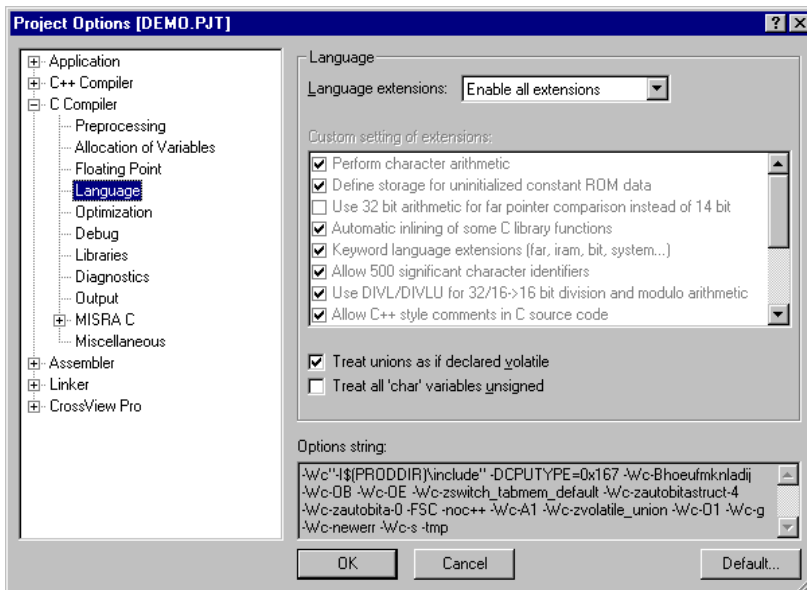 Project Options [DEMO.PJT]
Application
C++ Compiler
C Compiler
Preprocessing
Allocation of Variables
Floating Point
Language
Optimization
Debug
Libraries
Diagnostics
Output
MISRA C
Miscellaneous
Assembler
Linker
CrossView Pro
Language
Language extensions: Enable all extensions
Custom setting of extensions:
Perform character arithmetic
Define storage for uninitialized constant ROM data
Use 32 bit arithmetic for far pointer comparison instead of 14 bit
Automatic inlining of some C library functions
Keyword language extensions (far, iram, bit, system...)
Allow 500 significant character identifiers
Use DIVL/DIVLU for 32/16->16 bit division and modulo arithmetic
Allow C++ style comments in C source code
Treat unions as if declared volatile
Treat all 'char' variables unsigned
Options string:
-Wc"-I$(PRODDIR)\include" -DCPUTYPE=0x167 -Wc-Bhoeufmknladij
-Wc-OB -Wc-OE -Wc-zswitch_tabmem_default -Wc-zautobitastruct-4
-Wc-zautobita-0 -FSC -noc++ -Wc-A1 -Wc-zvolatile_union -Wc-O1 -Wc-g
-Wc-newerr -Wc-s -tmp
OK
Cancel
Default...